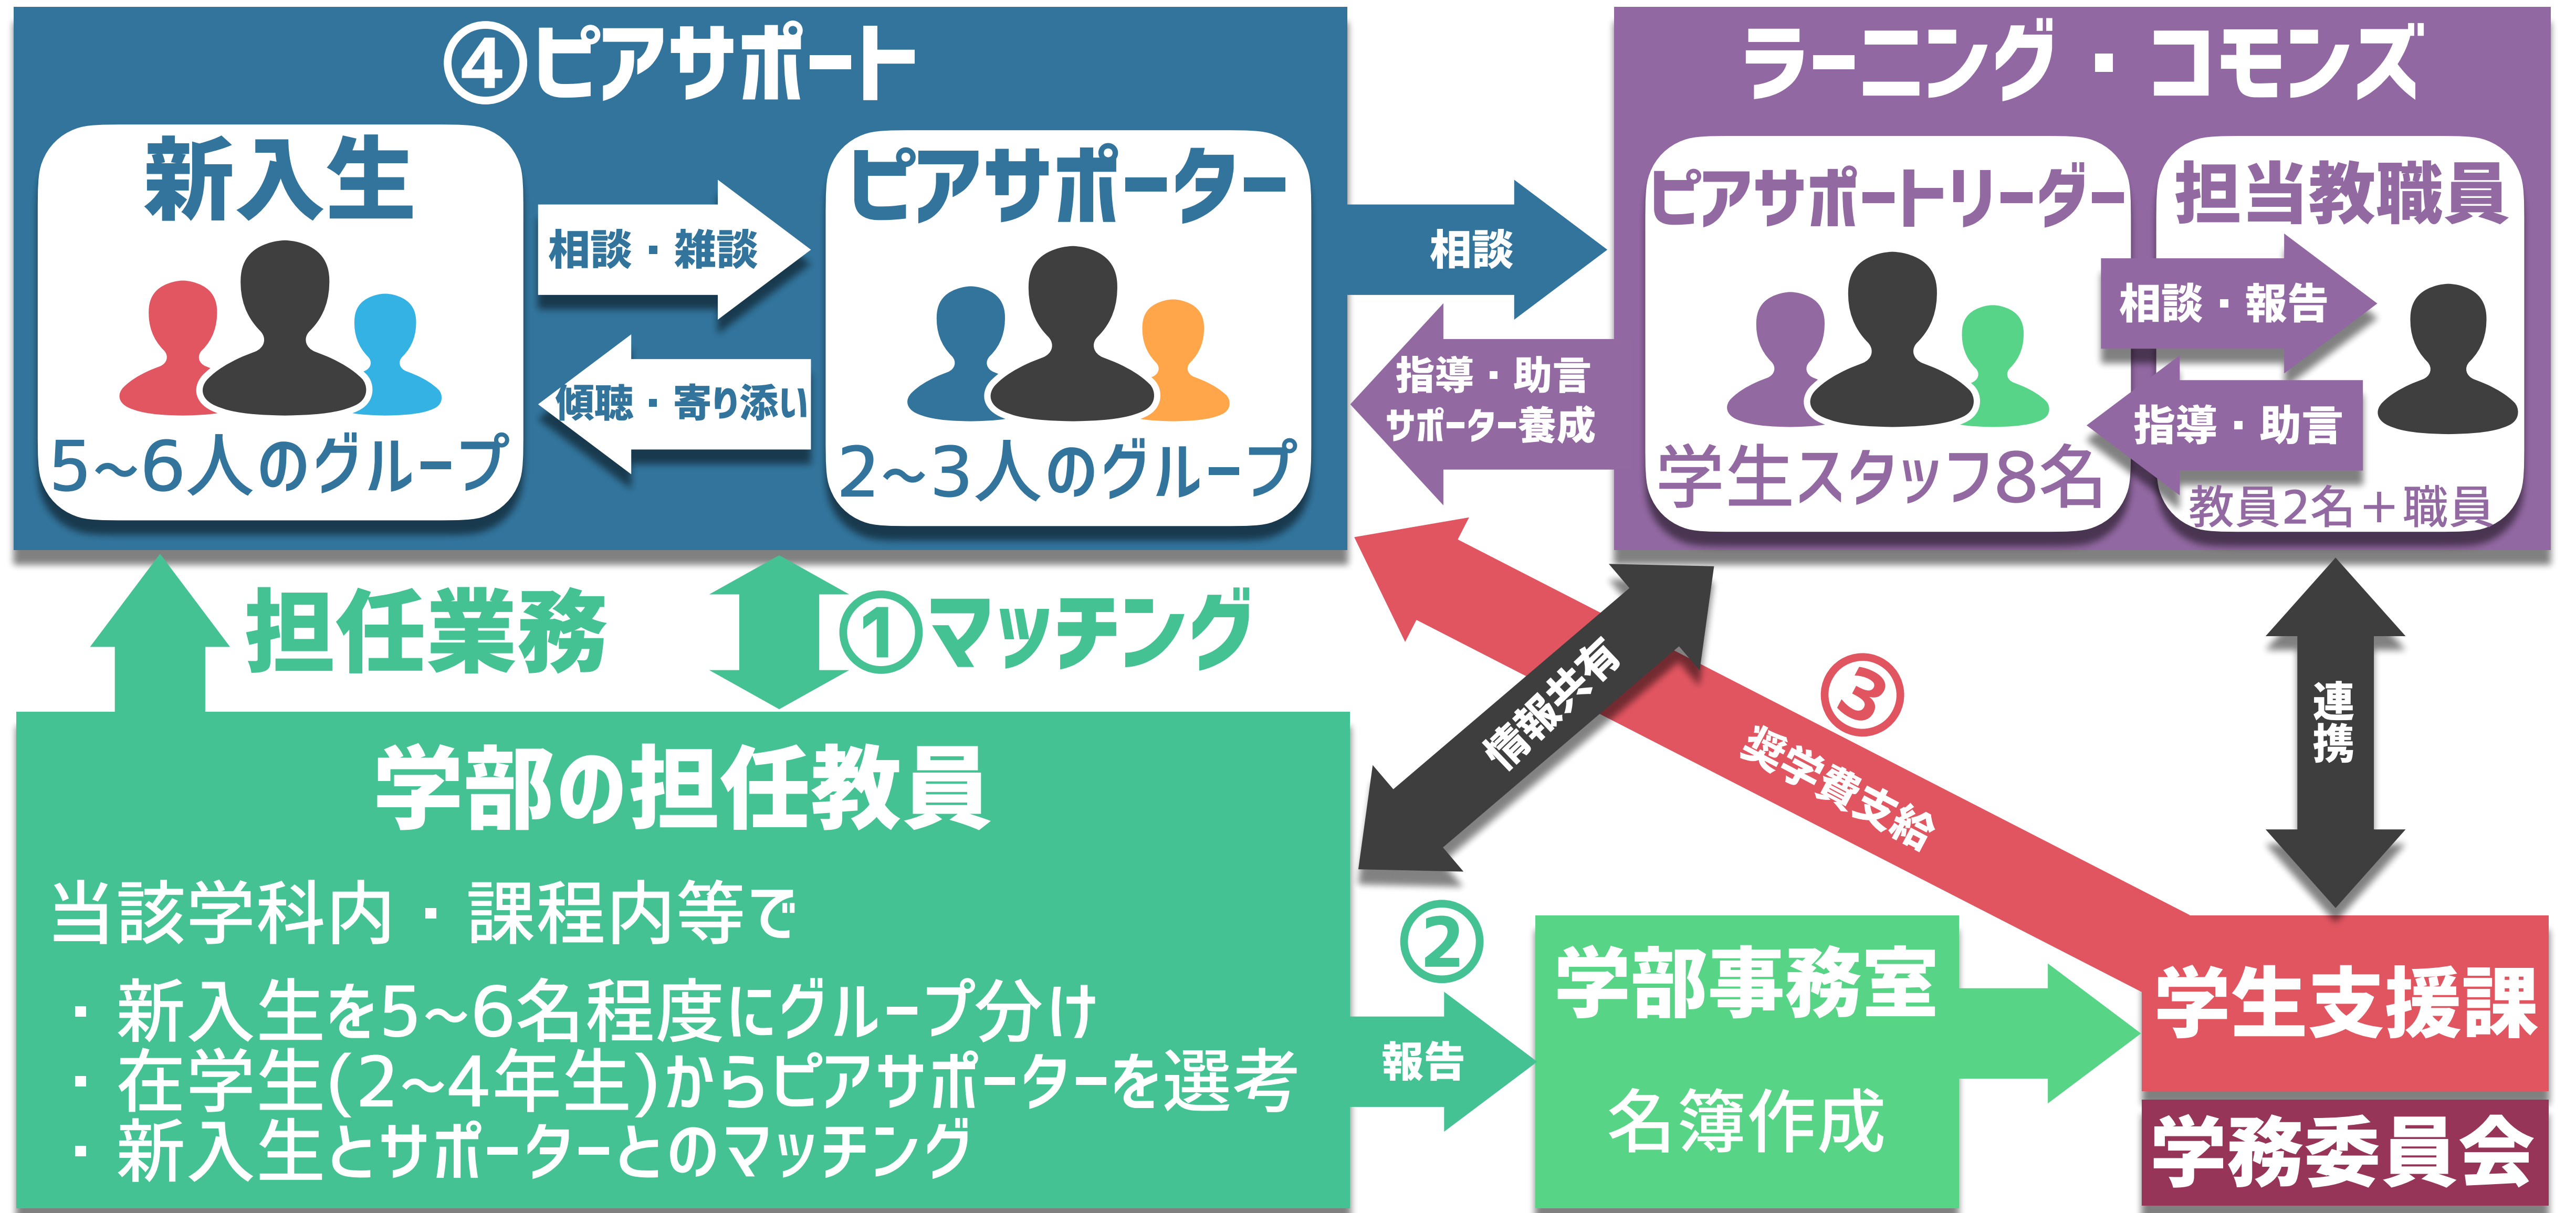 ④ピアサポート
新入生
5~6人のグループ
相談・雑談
傾聴・寄り添い
ピアサポーター
2~3人のグループ
相談
指導・助言
サポーター養成
ラーニング・コモンズ
ピアサポートリーダー
学生スタッフ8名
担当教職員
相談・報告
指導・助言
教員2名＋職員
担任業務
①マッチング
情報共有
③
奨学費支給
連携
学部の担任教員
当該学科内・課程内等で
・新入生を5~6名程度にグループ分け
・在学生(2~4年生)からピアサポーターを選考
・新入生とサポーターとのマッチング
②
報告
学部事務室
名簿作成
学生支援課
学務委員会